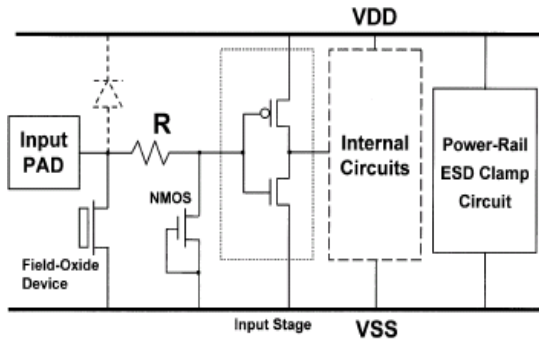 VDD
Input
PAD
R
NMOS
Field-Oxide
Device
Input Stage
Internal
Circuits
Power-Rail
ESD Clamp
Circuit
VSS